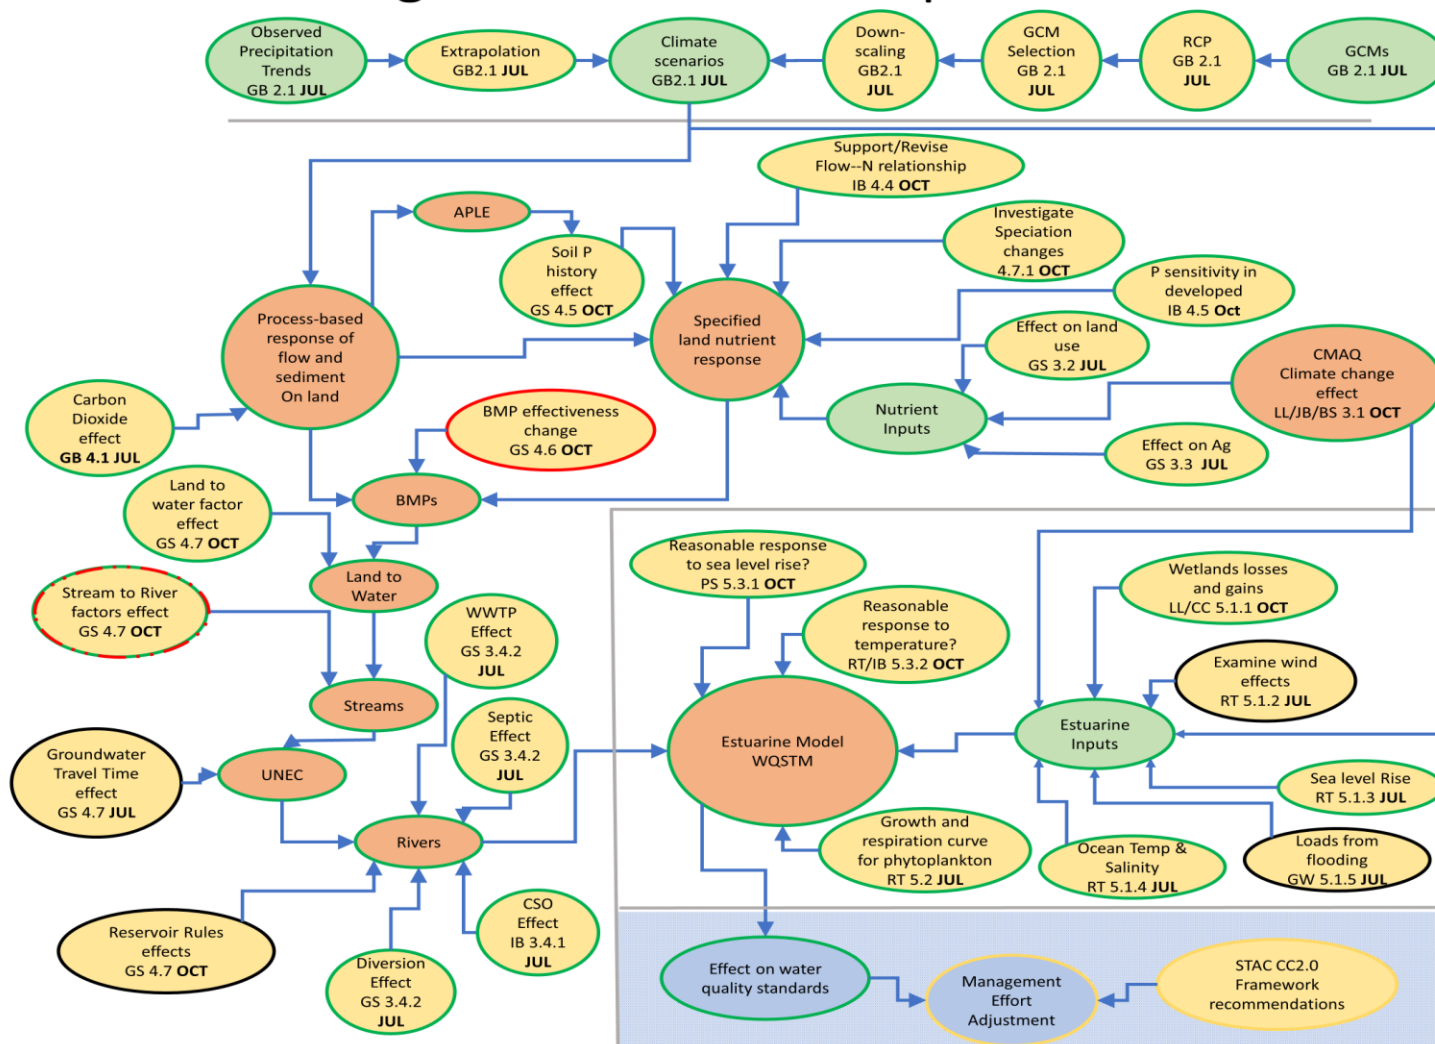 Observed
Precipitation
Trends
GB 2.1 JUL
Extrapolation
GB2.1 JUL
Climate
scenarios
GB2.1 JUL
Down-
scaling
GB2.1
JUL
GCM
Selection
GB 2.1
JUL
RCP
GB 2.1
JUL
GCMs
GB 2.1 JUL
Support/Revise
Flow--N relationship
IB 4.4 OCT
APLE
Investigate
Speciation
changes
4.7.1 OCT
Soil P
history
effect
GS 4.5 OCT
P sensitivity in
developed
IB 4.5 Oct
Process-based
response of
flow and
sediment
On land
Specified
land nutrient
response
Effect on land
use
GS 3.2 JUL
CMAQ
Climate change
effect
LL/JB/BS 3.1 OCT
Carbon
Dioxide
effect
GB 4.1 JUL
BMP effectiveness
change
GS 4.6 OCT
Nutrient
Inputs
Effect on Ag
GS 3.3 JUL
Land to
water factor
effect
GS 4.7 OCT
BMPs
Reasonable response
to sea level rise?
PS 5.3.1 OCT
Wetlands losses
and gains
LL/CC 5.1.1 OCT
Land to
Water
Stream to River
factors effect
GS 4.7 OCT
WWTP
Effect
GS 3.4.2
JUL
Reasonable
response to
temperature?
RT/IB 5.3.2 OCT
Examine wind
effects
RT 5.1.2 JUL
Streams
Septic
Effect
GS 3.4.2
JUL
Estuarine Model
WQSTM
Estuarine
Inputs
Groundwater
Travel Time
effect
GS 4.7 JUL
UNEC
Sea level Rise
RT 5.1.3 JUL
Rivers
Growth and
respiration curve
for phytoplankton
RT 5.2 JUL
Ocean Temp &
Salinity
RT 5.1.4 JUL
Loads from
flooding
GW 5.1.5 JUL
Reservoir Rules
effects
GS 4.7 OCT
CSO
Effect
IB 3.4.1
JUL
Diversion
Effect
GS 3.4.2
JUL
Effect on water
quality standards
Management
Effort
Adjustment
STAC CC2.0
Framework
recommendations